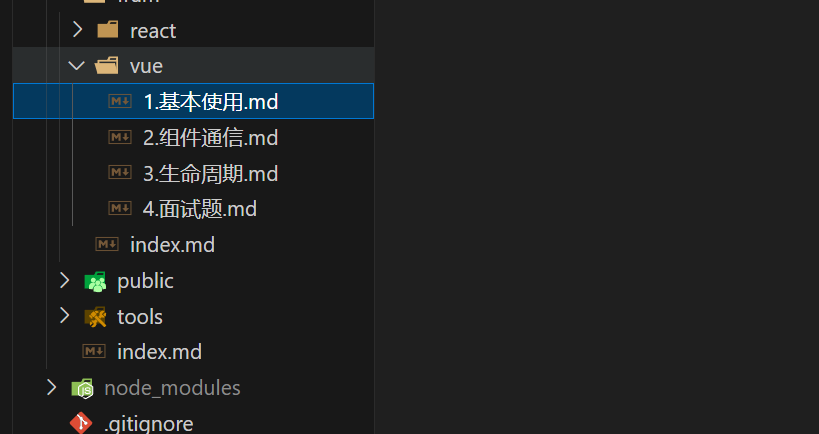 react
vue
1.基本使用.md
2.组件通信.md
3.生命周期.md
4.面试题.md
index.md
public
tools
index.md
node_modules
.gitignore